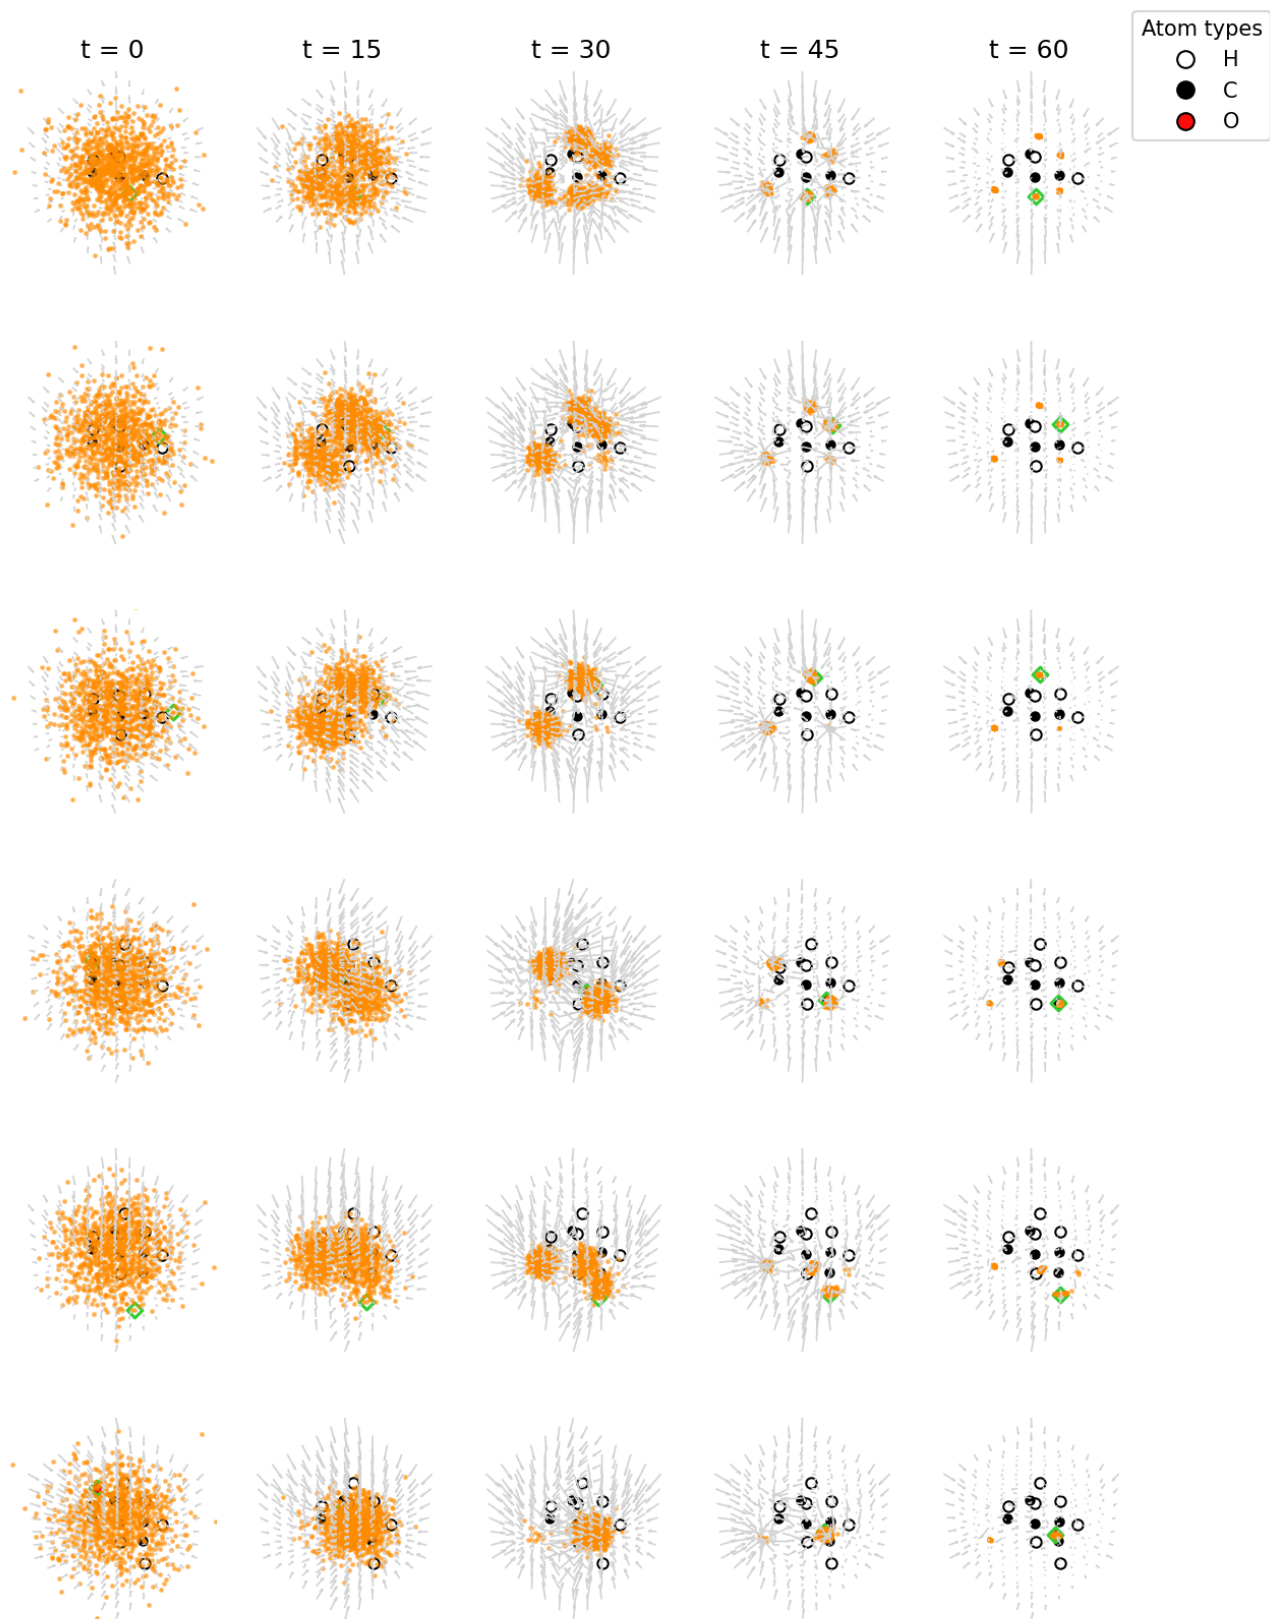 Atom types
H
C
O
t = 0
t = 15
t = 30
t = 45
t = 60